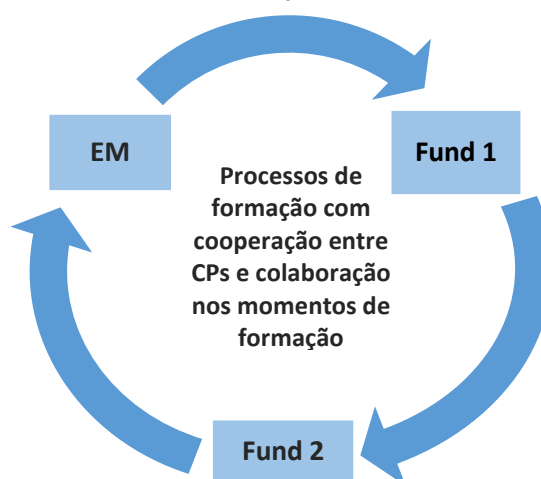 EM
Fund 1
Processos de
formação com
cooperação entre
CPs e colaboração
nos momentos de
formação
Fund 2